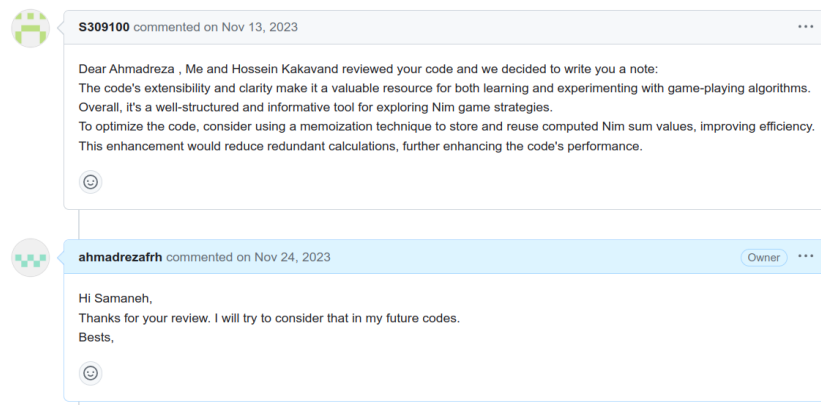 S309100 commented on Nov 13, 2023
Dear Ahmadreza , Me and Hossein Kakavand reviewed your code and we decided to write you a note:
The code's extensibility and clarity make it a valuable resource for both learning and experimenting with game-playing algorithms.
Overall, it's a well-structured and informative tool for exploring Nim game strategies.
To optimize the code, consider using a memoization technique to store and reuse computed Nim sum values, improving efficiency.
This enhancement would reduce redundant calculations, further enhancing the code's performance.
ahmadrezafrh commented on Nov 24, 2023 Owner
Hi Samaneh,
Thanks for your review. I will try to consider that in my future codes.
Bests,